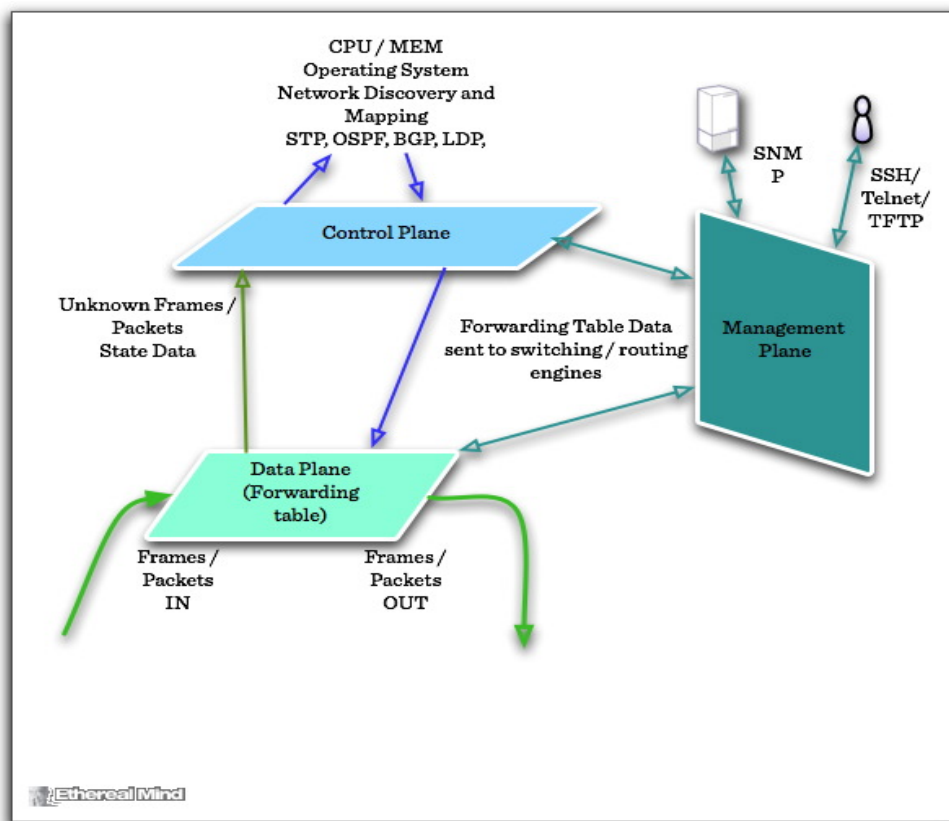 CPU / MEM
Operating System
Network Discovery and
Mapping
STP, OSPF, BGP, LDP,
SNM
P
SSH/
Telnet/
TFTP
Control Plane
Unknown Frames /
Packets
State Data
Forwarding Table Data
sent to switching / routing
engines
Management
Plane
Data Plane
(Forwarding
table)
Frames /
Packets
IN
Frames /
Packets
OUT
Ethereal Mind